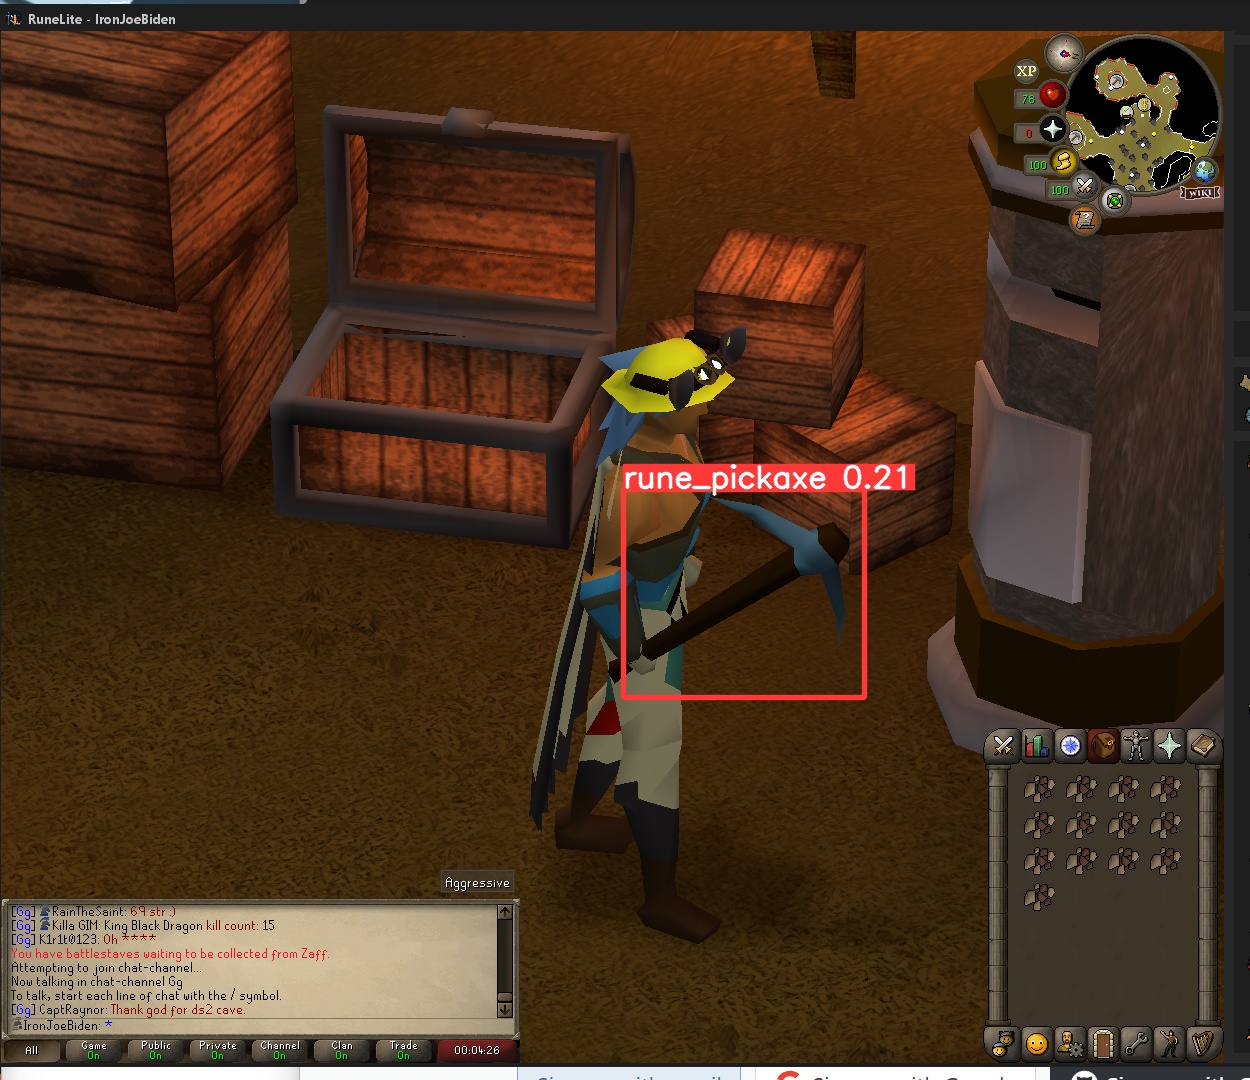 RuneLite - IronJoeBiden
XP
78
0
100
100
WIKI
rune_pickaxe 0.21
Aggressive
[Gg] RainTheSaint: 69 str :)
[Gg] Killa GIM: King Black Dragon kill count: 15
[Gg] K1r1t0123: Oh ****
You have battlestaves waiting to be collected from Zaff.
Attempting to join chat-channel...
Now talking in chat-channel Gg
To talk, start each line of chat with the / symbol.
[Gg] CaptRaynor: Thank god for ds2 cave.
IronJoeBiden: *
All
Game
On
Public
On
Private
On
Channel
On
Clan
On
Trade
On
00:04:26